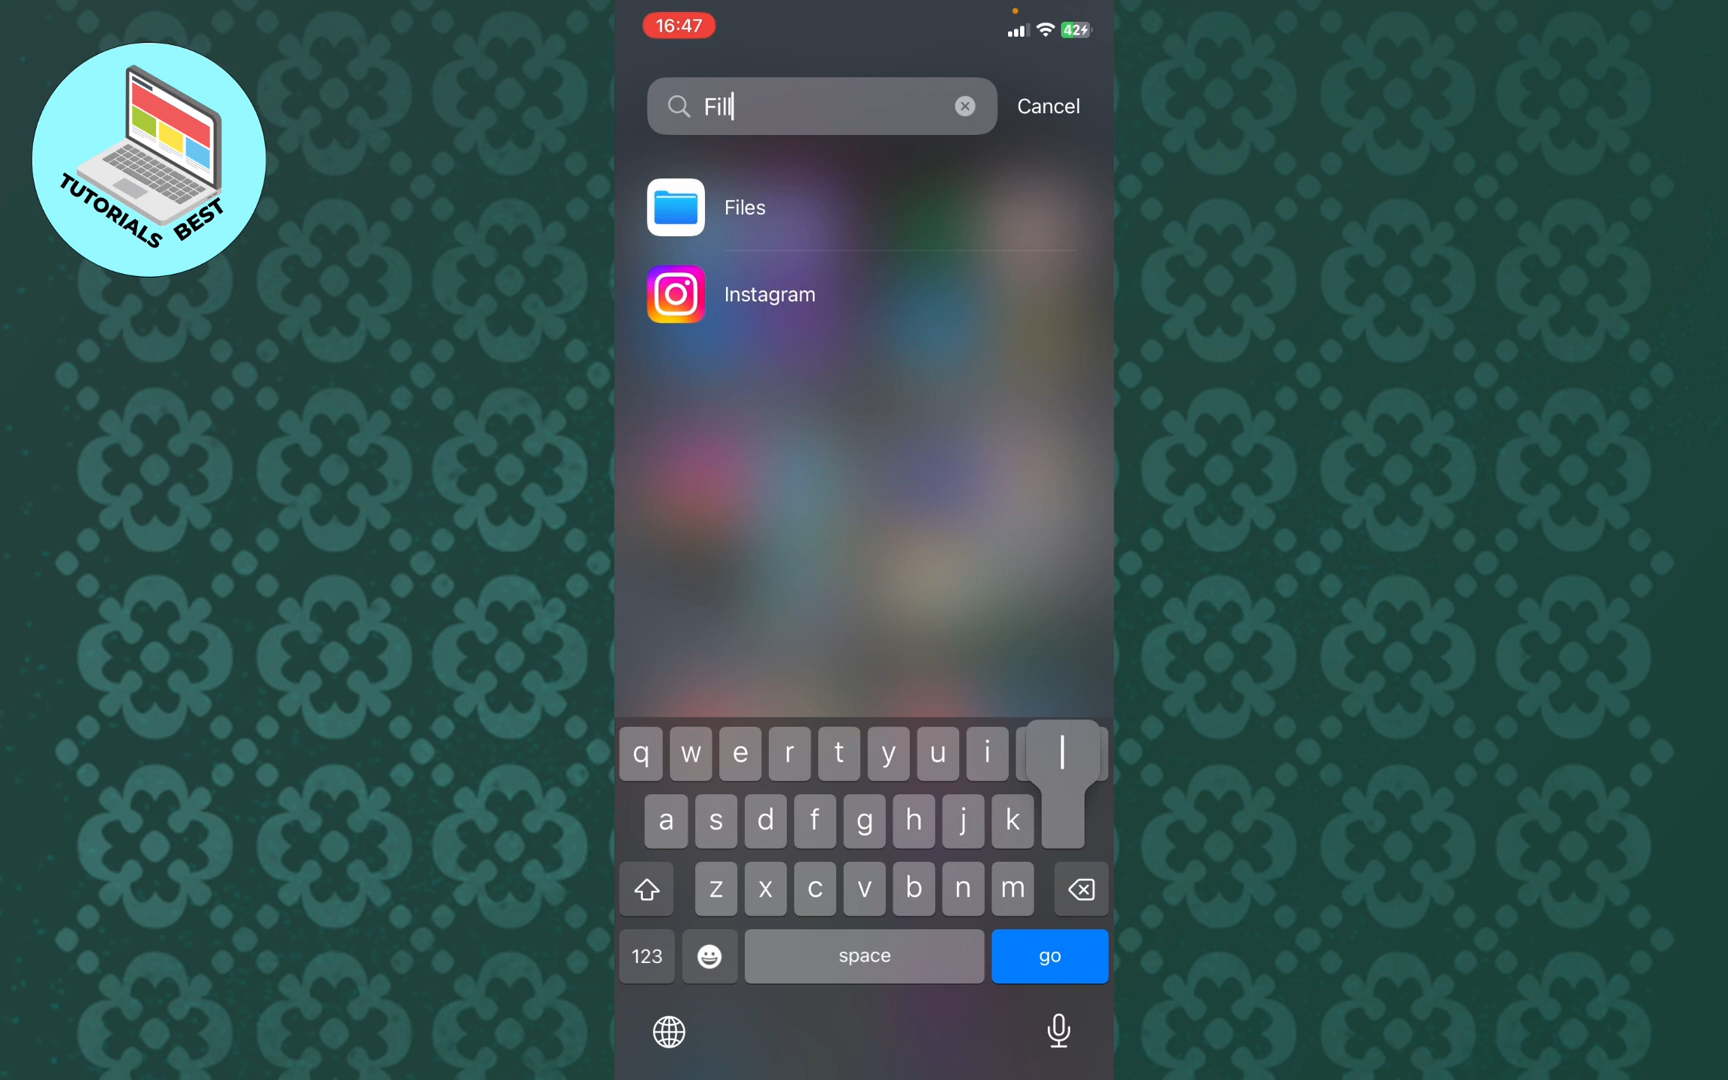 TUTORIALS BEST
16:47
42
Fill
Cancel
Files
Instagram
q w e r t y u i l
a s d f g h j k
z x c v b n m
123 space go